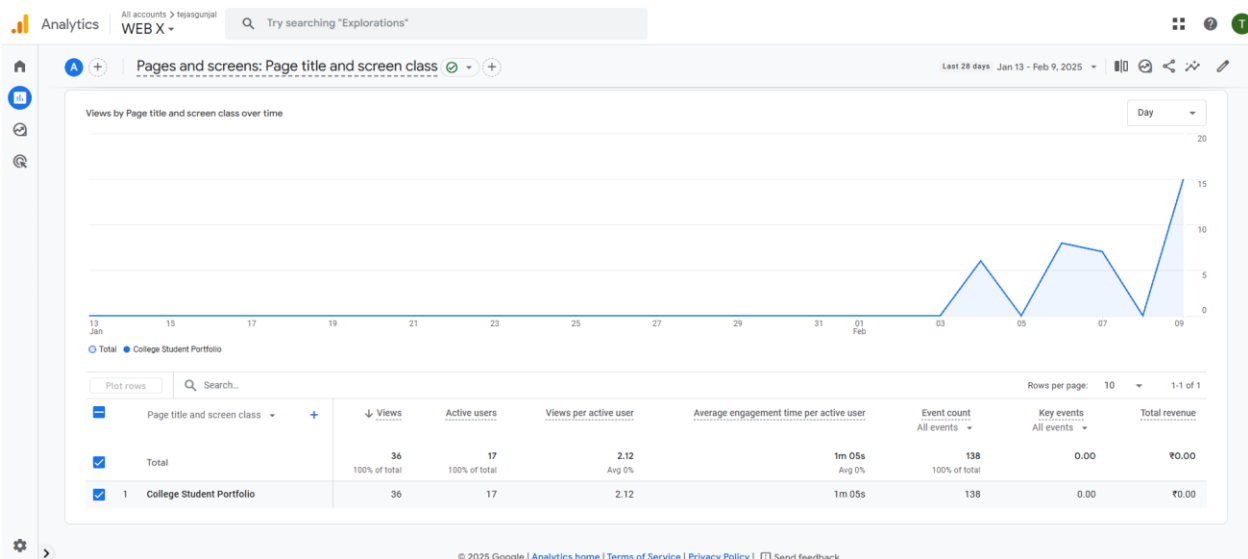 Analytics
All accounts > tejasgunjal
WEB X
Try searching "Explorations"
T
A
Pages and screens: Page title and screen class
Last 28 days Jan 13 - Feb 9, 2025
Views by Page title and screen class over time
Day
20
15
10
5
0
13 15 17 19 21 23 25 27 29 31 01 03 05 07 09
Jan Feb
Total College Student Portfolio
Plot rows Search... Rows per page: 10 1-1 of 1
Page title and screen class + Views Active users Views per active user Average engagement time per active user Event count Key events Total revenue
All events All events
Total 36 17 2.12 1m 05s 138 0.00 ₹0.00
100% of total 100% of total Avg 0% Avg 0% 100% of total
1 College Student Portfolio 36 17 2.12 1m 05s 138 0.00 ₹0.00
© 2025 Google | Analytics home | Terms of Service | Privacy Policy | Send feedback